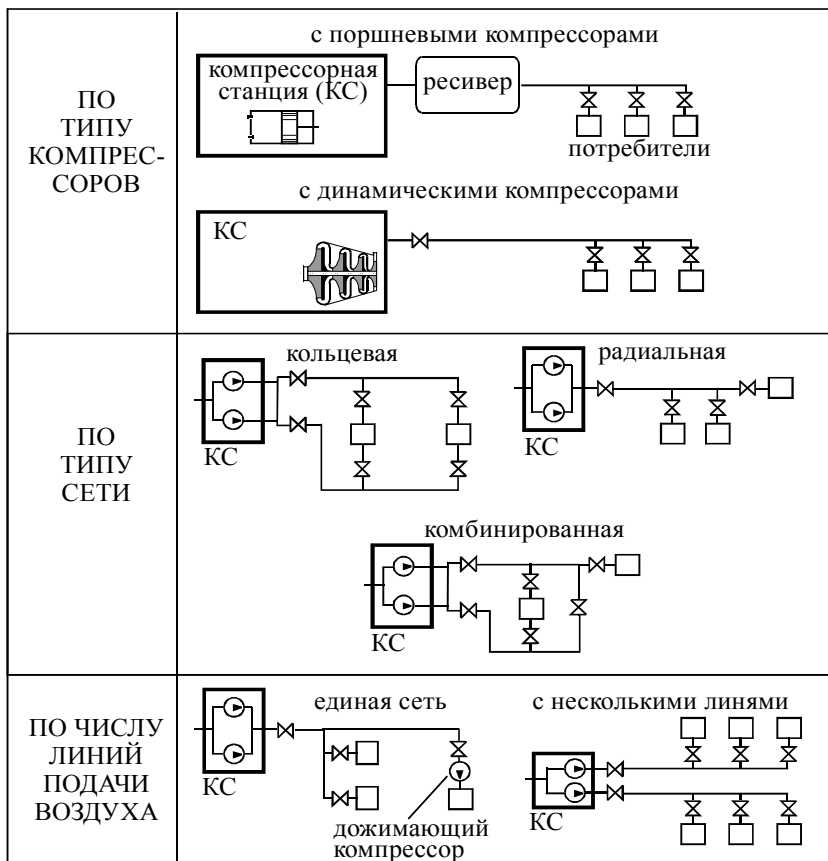 ПО
ТИПУ
КОМПРЕС-
СОРОВ
с поршневыми компрессорами
компрессорная
станция (КС)
ресивер
потребители
с динамическими компрессорами
КС
ПО
ТИПУ
СЕТИ
кольцевая
КС
радиальная
КС
комбинированная
КС
ПО ЧИСЛУ
ЛИНИЙ
ПОДАЧИ
ВОЗДУХА
единая сеть
КС
дожимающий
компрессор
с несколькими линями
КС